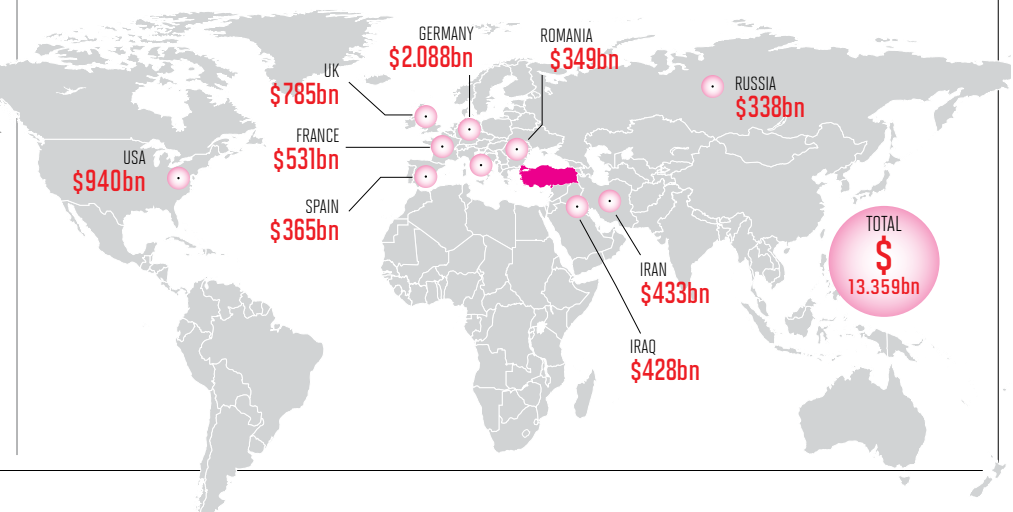 GERMANY
$2.088bn
ROMANIA
$349bn
UK
$785bn
RUSSIA
$338bn
FRANCE
$531bn
USA
$940bn
SPAIN
$365bn
TOTAL
$
13.359bn
IRAN
$433bn
IRAQ
$428bn